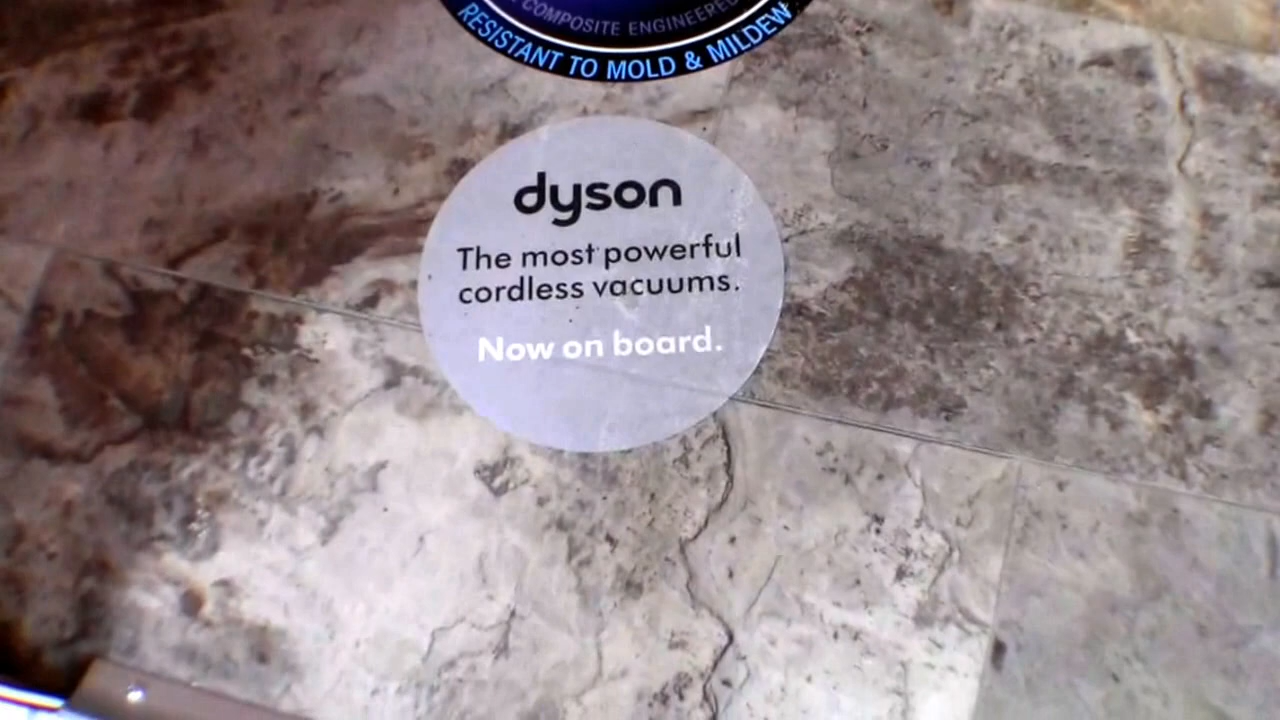 COMPOSITE ENGINEERED
RESISTANT TO MOLD & MILDEW
dyson
The most powerful
cordless vacuums.
Now on board.